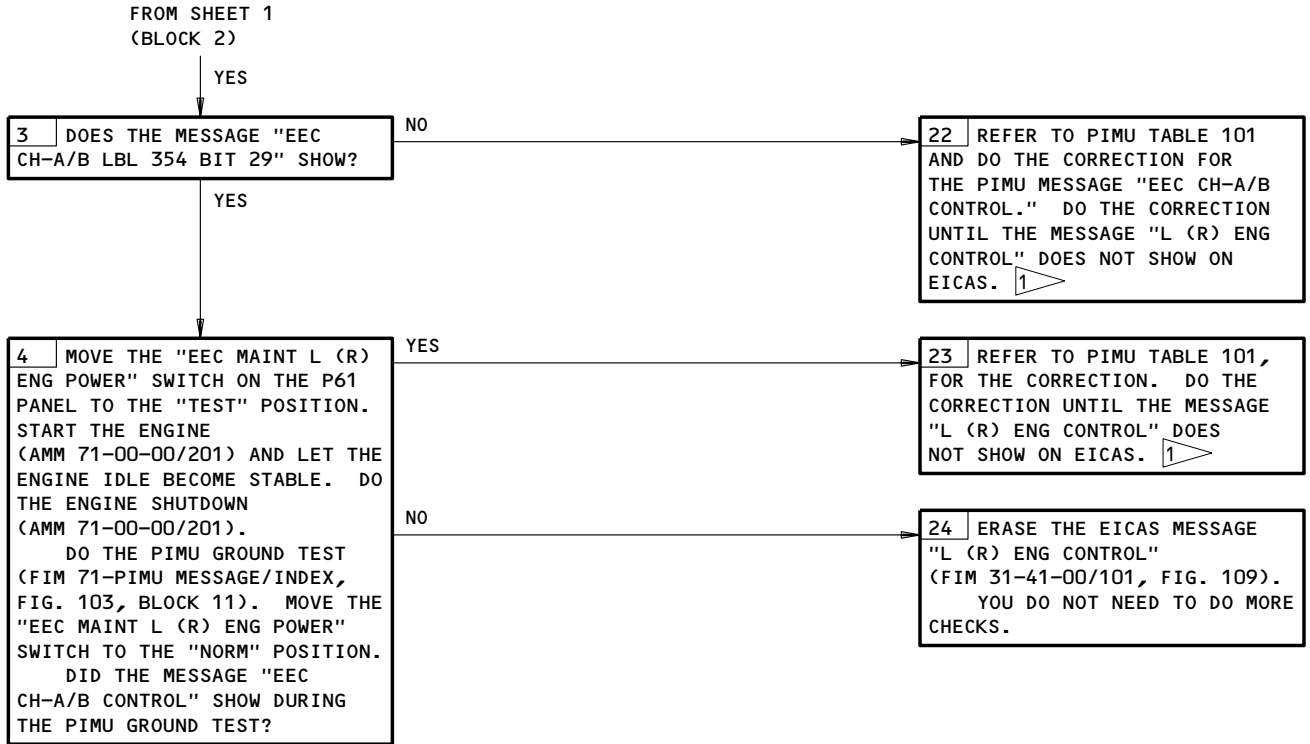 FROM SHEET 1
(BLOCK 2)
YES
3 DOES THE MESSAGE "EEC
CH-A/B LBL 354 BIT 29" SHOW?
NO
22 REFER TO PIMU TABLE 101
AND DO THE CORRECTION FOR
THE PIMU MESSAGE "EEC CH-A/B
CONTROL." DO THE CORRECTION
UNTIL THE MESSAGE "L (R) ENG
CONTROL" DOES NOT SHOW ON
EICAS. 1
YES
4 MOVE THE "EEC MAINT L (R)
ENG POWER" SWITCH ON THE P61
PANEL TO THE "TEST" POSITION.
START THE ENGINE
(AMM 71-00-00/201) AND LET THE
ENGINE IDLE BECOME STABLE. DO
THE ENGINE SHUTDOWN
(AMM 71-00-00/201).
DO THE PIMU GROUND TEST
(FIM 71-PIMU MESSAGE/INDEX,
FIG. 103, BLOCK 11). MOVE THE
"EEC MAINT L (R) ENG POWER"
SWITCH TO THE "NORM" POSITION.
DID THE MESSAGE "EEC
CH-A/B CONTROL" SHOW DURING
THE PIMU GROUND TEST?
YES
23 REFER TO PIMU TABLE 101,
FOR THE CORRECTION. DO THE
CORRECTION UNTIL THE MESSAGE
"L (R) ENG CONTROL" DOES
NOT SHOW ON EICAS. 1
NO
24 ERASE THE EICAS MESSAGE
"L (R) ENG CONTROL"
(FIM 31-41-00/101, FIG. 109).
YOU DO NOT NEED TO DO MORE
CHECKS.